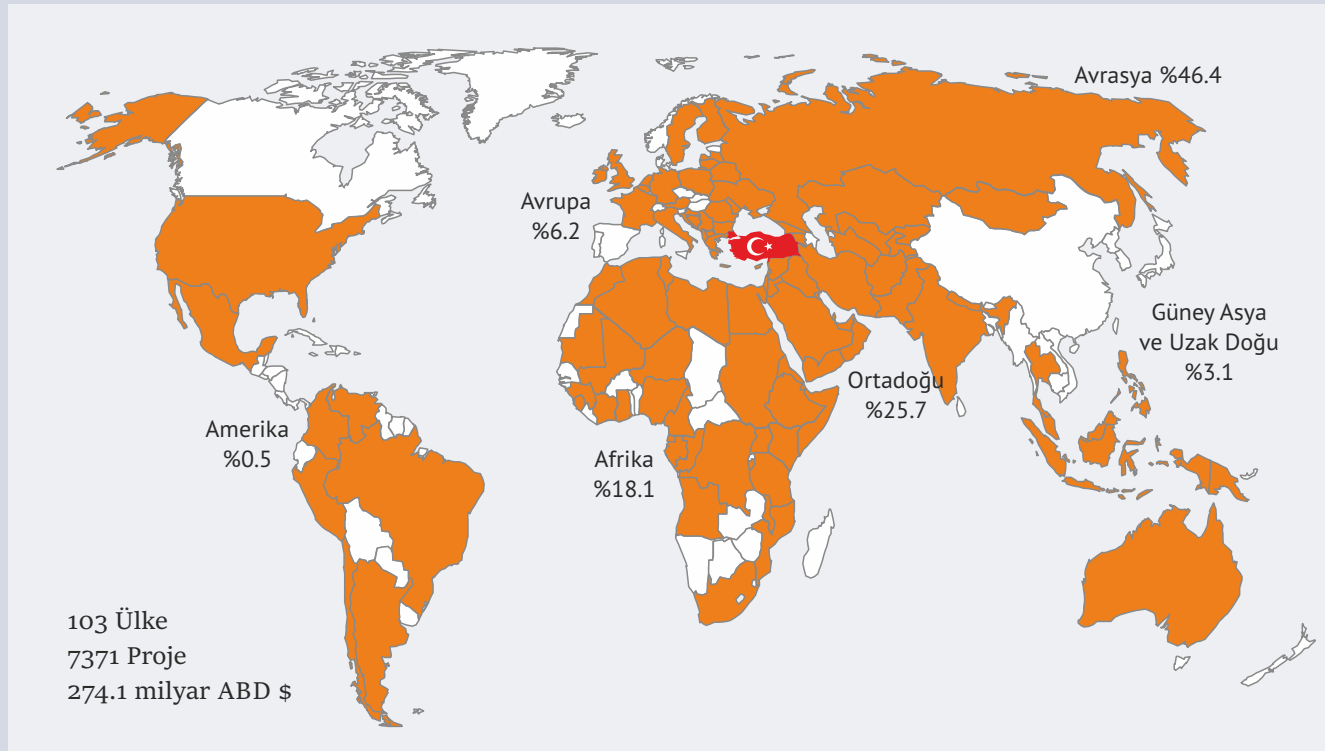 Avrasya %46.4
Avrupa
%6.2
Güney Asya
ve Uzak Doğu
%3.1
Ortadoğu
%25.7
Amerika
%0.5
Afrika
%18.1
103 Ülke
7371 Proje
274.1 milyar ABD $